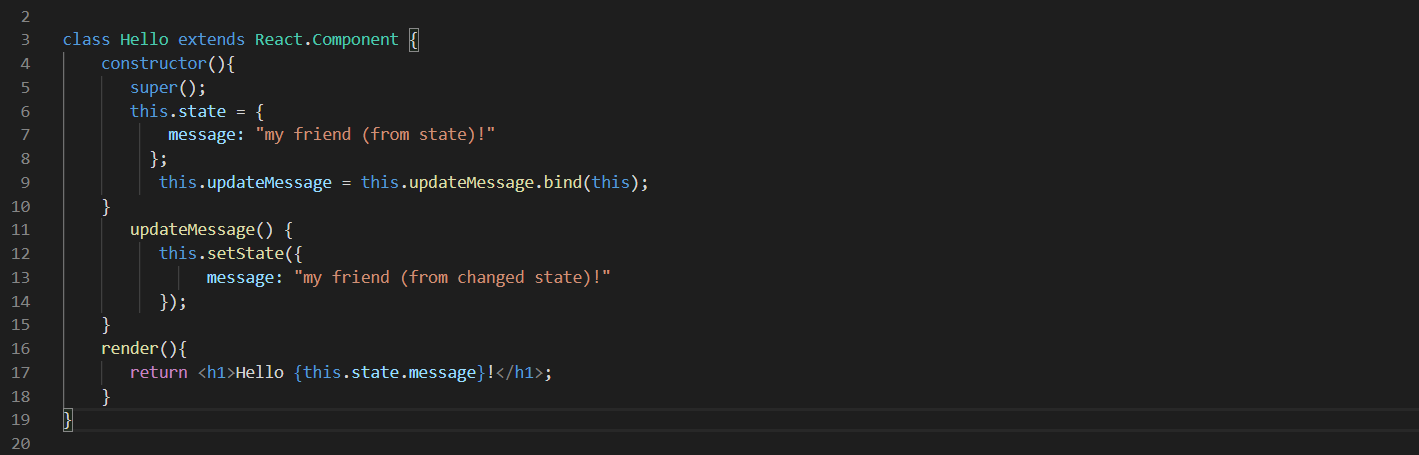 2
3 class Hello extends React.Component {
4 constructor(){
5 super();
6 this.state = {
7 message: "my friend (from state)!"
8 };
9 this.updateMessage = this.updateMessage.bind(this);
10 }
11 updateMessage() {
12 this.setState({
13 message: "my friend (from changed state)!"
14 });
15 }
16 render(){
17 return <h1>Hello {this.state.message}!</h1>;
18 }
19 }
20